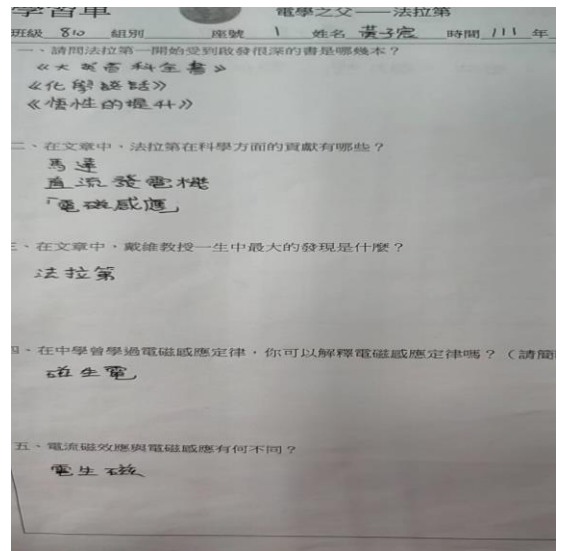 學習單 電學之父——法拉第
班級 810 組別 座號 1 姓名 黃子宸 時間 111 年
一、請問法拉第一開始受到啟發很深的書是哪幾本？
《大英百科全書》
《化學談話》
《悟性的提升》
二、在文章中，法拉第在科學方面的貢獻有哪些？
馬達
直流發電機
「電磁感應」
三、在文章中，戴維教授一生中最大的發現是什麼？
法拉第
四、在中學曾學過電磁感應定律，你可以解釋電磁感應定律嗎？（請簡
磁生電
五、電流磁效應與電磁感應有何不同？
電生磁